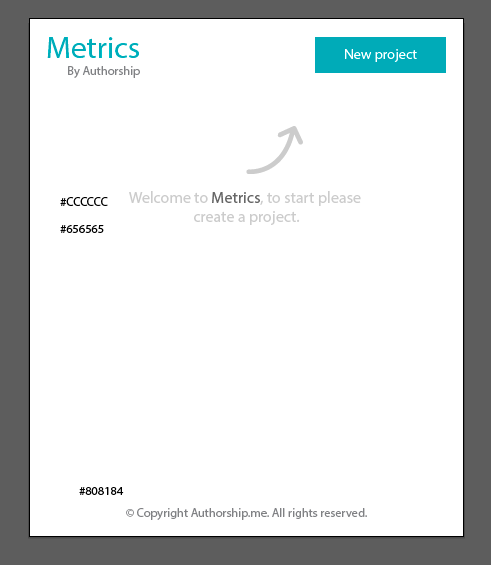 Metrics
By Authorship
New project
#CCCCCC
Welcome to Metrics, to start please
create a project.
#656565
#808184
© Copyright Authorship.me. All rights reserved.